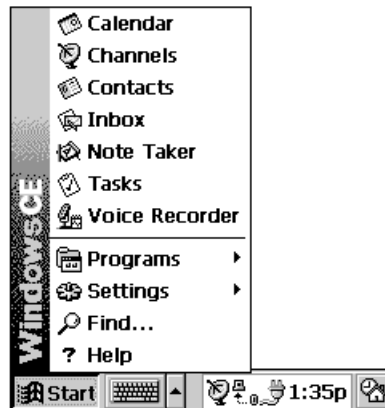 Calendar
Channels
Contacts
Inbox
Note Taker
Tasks
Voice Recorder
Programs
Settings
Find...
? Help
Windows CE
Start
1:35p